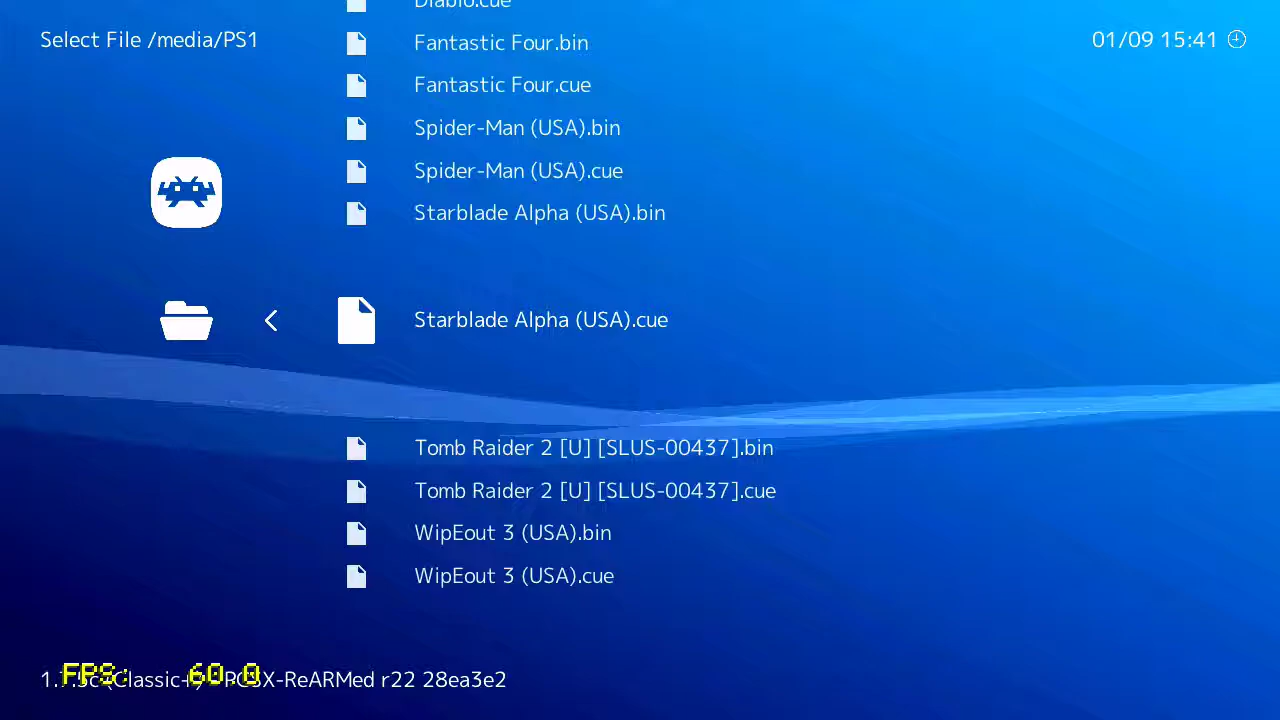 Diablo.cue
Select File /media/PS1
01/09 15:41
Fantastic Four.bin
Fantastic Four.cue
Spider-Man (USA).bin
Spider-Man (USA).cue
Starblade Alpha (USA).bin
Starblade Alpha (USA).cue
Tomb Raider 2 [U] [SLUS-00437].bin
Tomb Raider 2 [U] [SLUS-00437].cue
WipEout 3 (USA).bin
WipEout 3 (USA).cue
FPS: 60.0
PCSX-ReARMed r22 28ea3e2